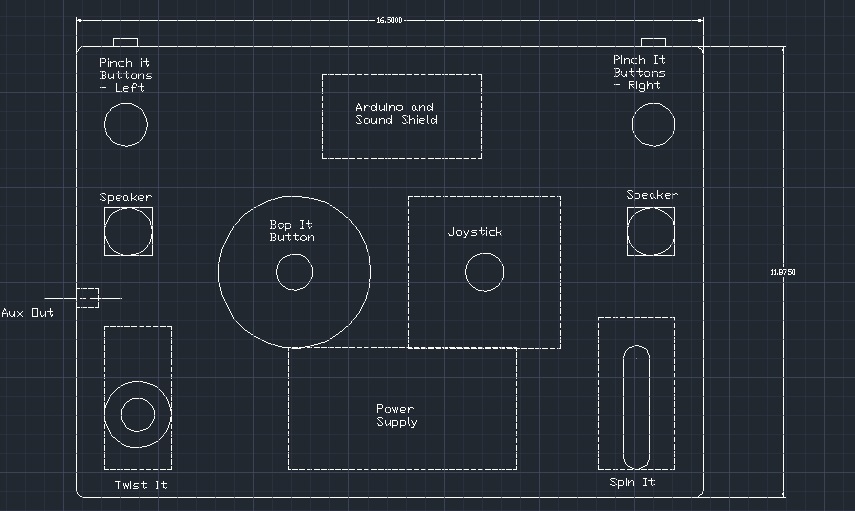 16.5000
Pinch it
Buttons
- Left
Pinch It
Buttons
- Right
Arduino and
Sound Shield
Speaker
Speaker
Bop It
Button
Joystick
11.8750
Aux Out
Power
Supply
Twist It
Spin It